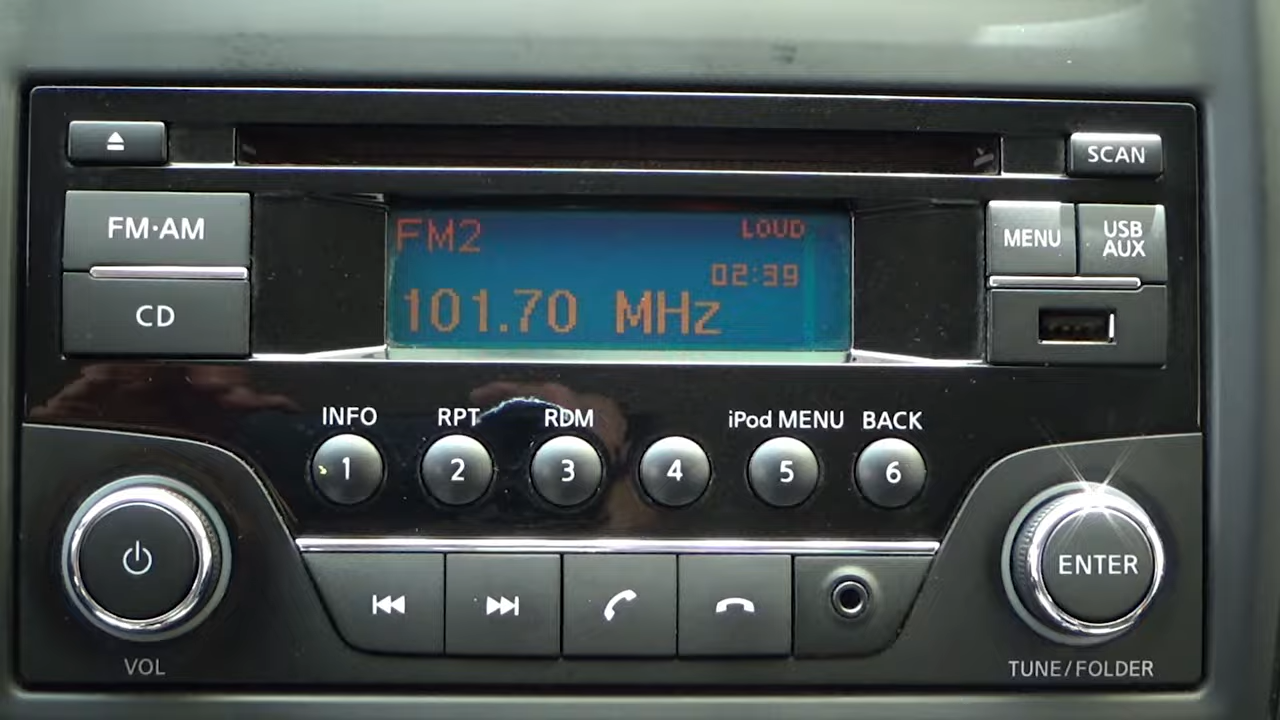 SCAN
FM·AM
FM2
LOUD
MENU
USB
AUX
02:39
CD
101.70 MHz
INFO
RPT
RDM
iPod MENU
BACK
1
2
3
4
5
6
ENTER
VOL
TUNE/FOLDER